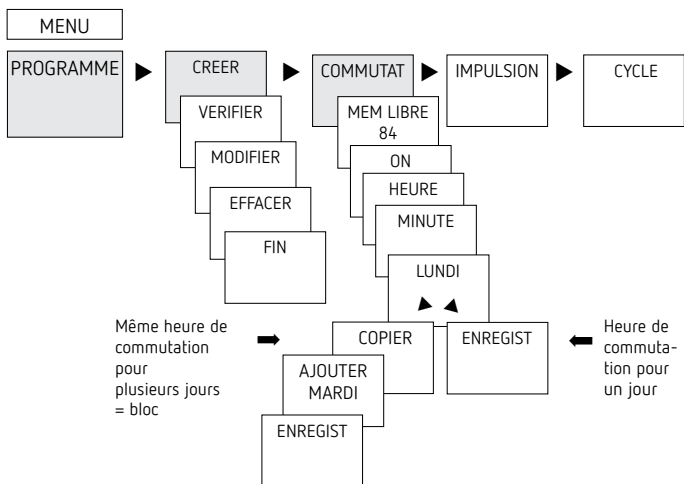 MENU
PROGRAMME
CREER
COMMUTAT
IMPULSION
CYCLE
VERIFIER
MODIFIER
EFFACER
FIN
MEM LIBRE
84
ON
HEURE
MINUTE
LUNDI
Même heure de
commutation
pour
plusieurs jours
= bloc
COPIER
AJOUTER
MARDI
ENREGIST
ENREGIST
Heure de
commuta-
tion pour
un jour